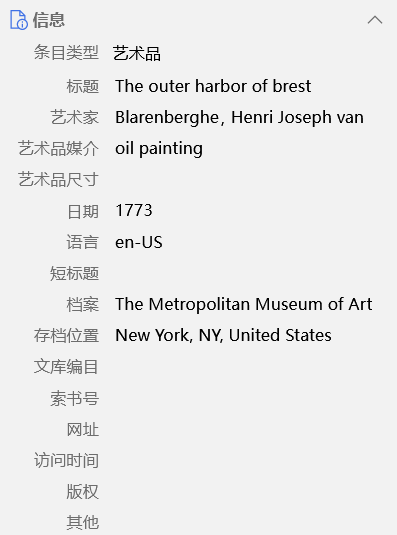 信息
条目类型 艺术品
标题 The outer harbor of brest
艺术家 Blarenberghe, Henri Joseph van
艺术品媒介 oil painting
艺术品尺寸
日期 1773
语言 en-US
短标题
档案 The Metropolitan Museum of Art
存档位置 New York, NY, United States
文库编目
索书号
网址
访问时间
版权
其他